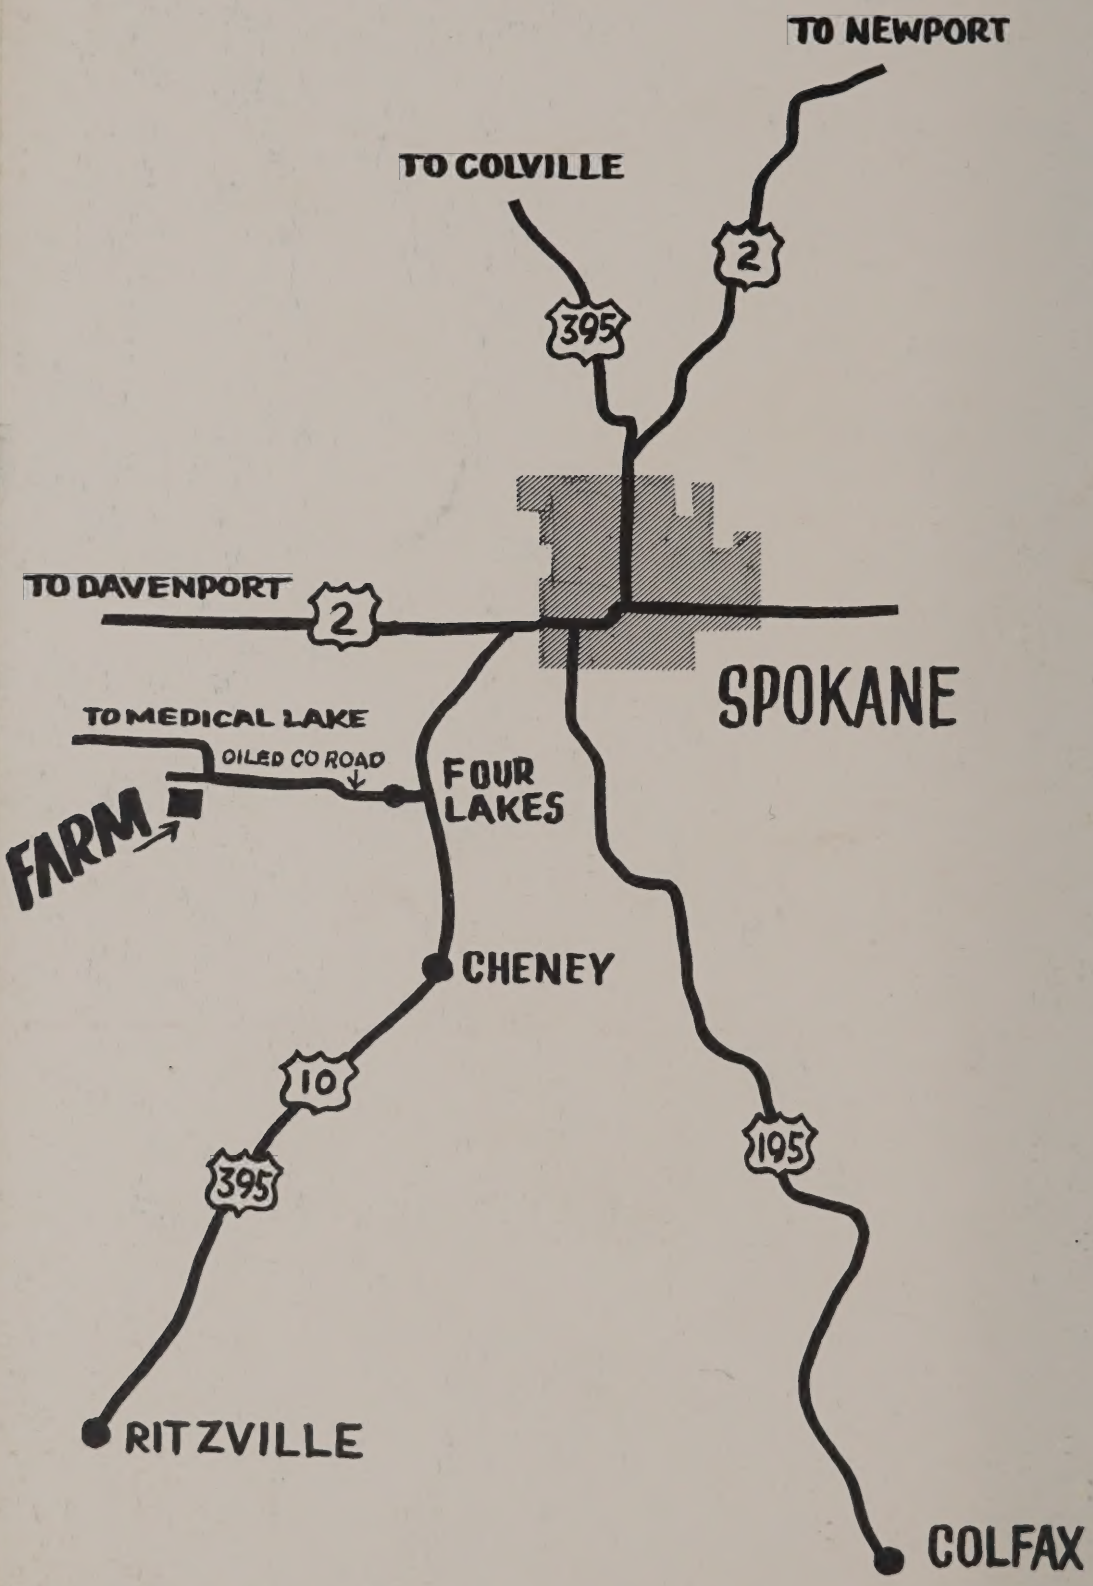 TO NEWPORT
TO COLVILLE
2
395
TO DAVENPORT
2
SPOKANE
TO MEDICAL LAKE
OILED CO ROAD
FOUR
LAKES
FARM
CHENEY
10
195
395
RITZVILLE
COLFAX